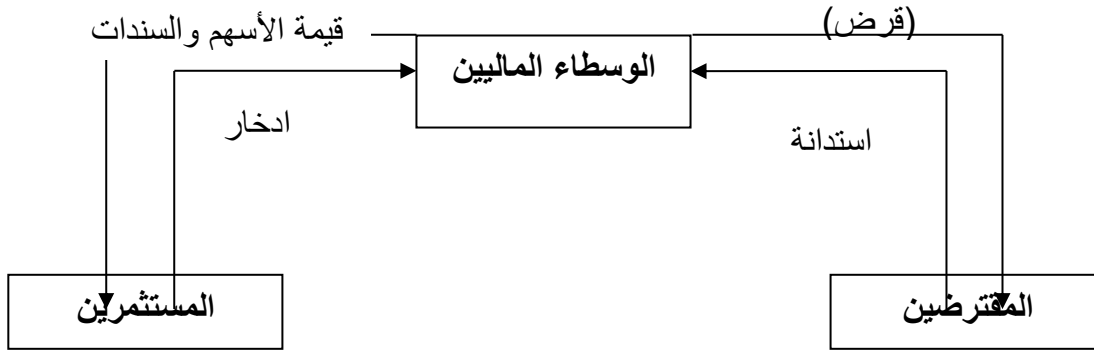 (قرض)
قيمة الأسهم والسندات
الوسطاء الماليين
ادخار
استدانة
المقترضين
المستثمرين